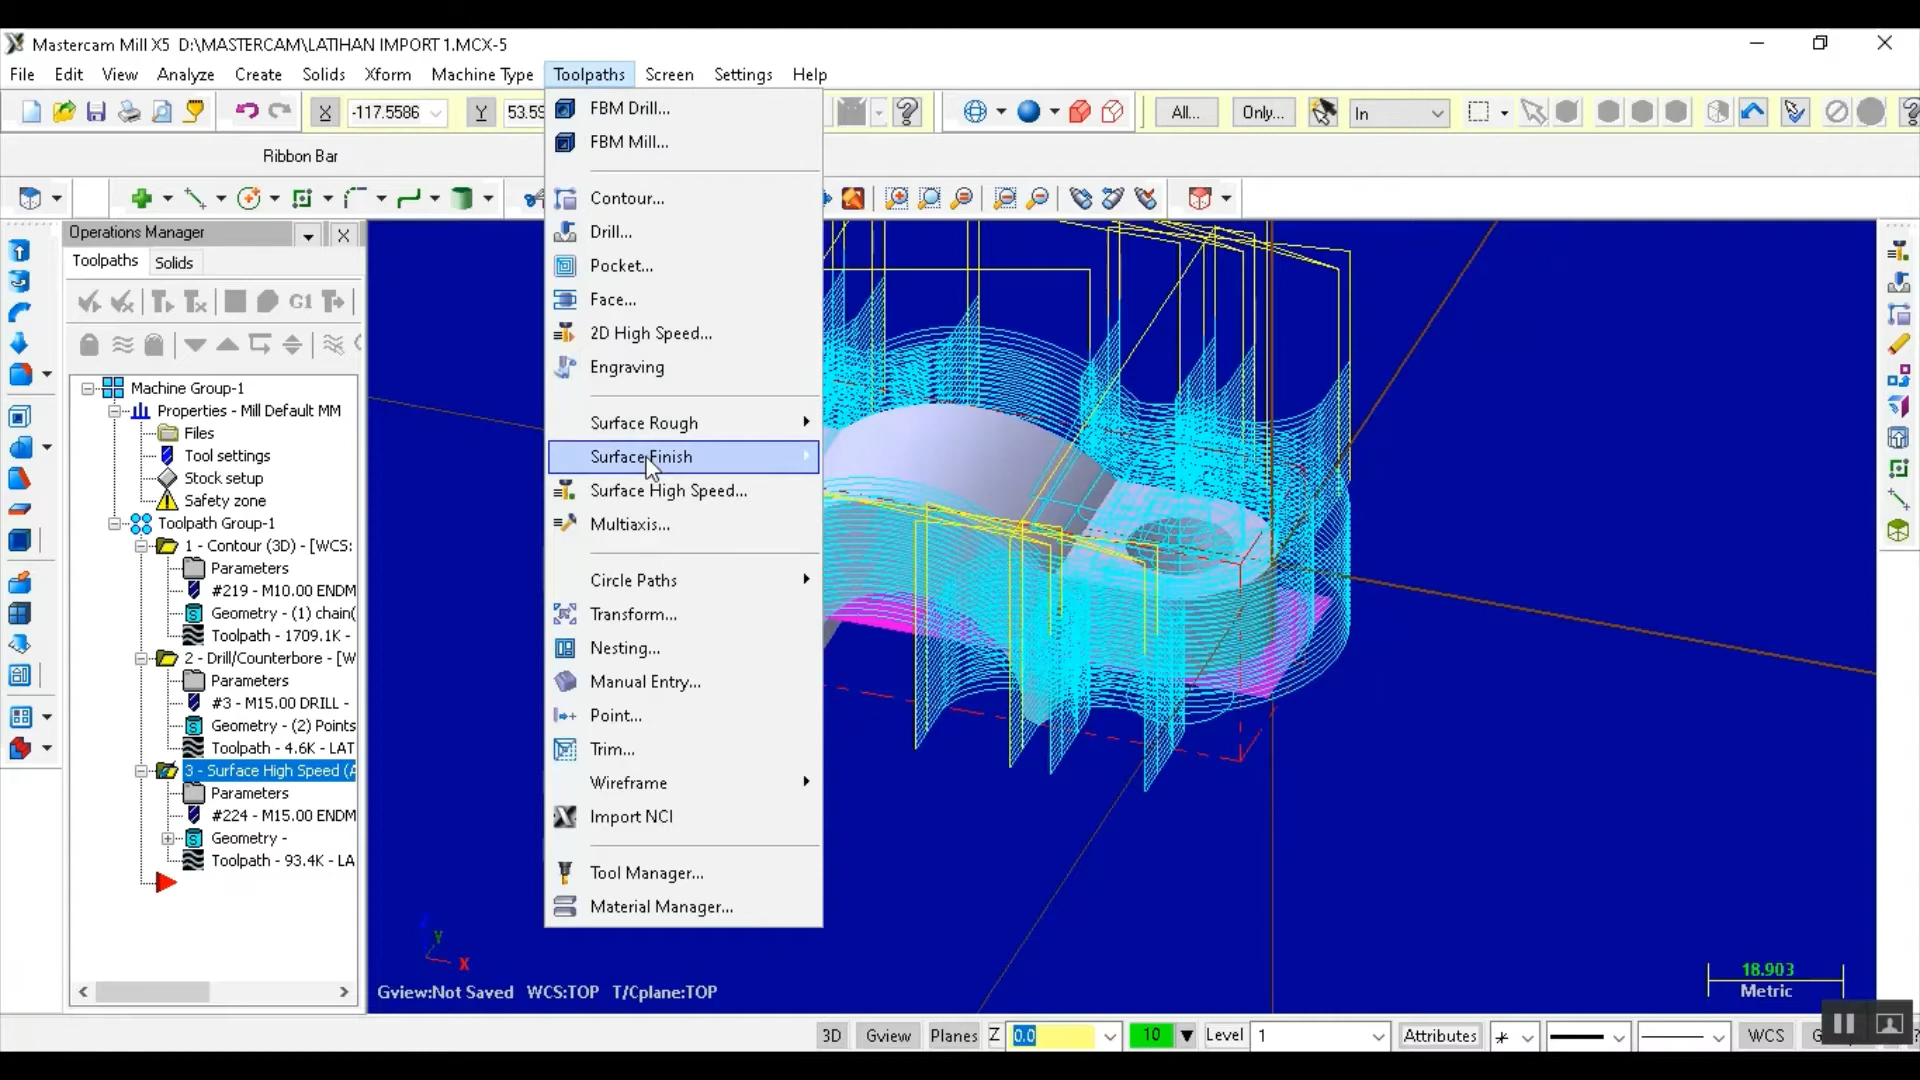 Mastercam Mill X5 D:\MASTERCAM\LATIHAN IMPORT 1.MCX-5
File Edit View Analyze Create Solids Xform Machine Type Toolpaths Screen Settings Help
X -117.5586 Y 53.59 All... Only... In
Ribbon Bar
Operations Manager
Toolpaths Solids
G1
Machine Group-1
Properties - Mill Default MM
Files
Tool settings
Stock setup
Safety zone
Toolpath Group-1
1 - Contour (3D) - [WCS:
Parameters
#219 - M10.00 ENDM
Geometry - (1) chain(
Toolpath - 1709.1K -
2 - Drill/Counterbore - [W
Parameters
#3 - M15.00 DRILL -
Geometry - (2) Points
Toolpath - 4.6K - LAT
3 - Surface High Speed (A
Parameters
#224 - M15.00 ENDM
Geometry -
Toolpath - 93.4K - LA
FBM Drill...
FBM Mill...
Contour...
Drill...
Pocket...
Face...
2D High Speed...
Engraving
Surface Rough
Surface Finish
Surface High Speed...
Multiaxis...
Circle Paths
Transform...
Nesting...
Manual Entry...
Point...
Trim...
Wireframe
Import NCI
Tool Manager...
Material Manager...
Y
X
18.903
Metric
Gview:Not Saved WCS:TOP T/Cplane:TOP
3D Gview Planes Z 0.0 10 Level 1 Attributes WCS